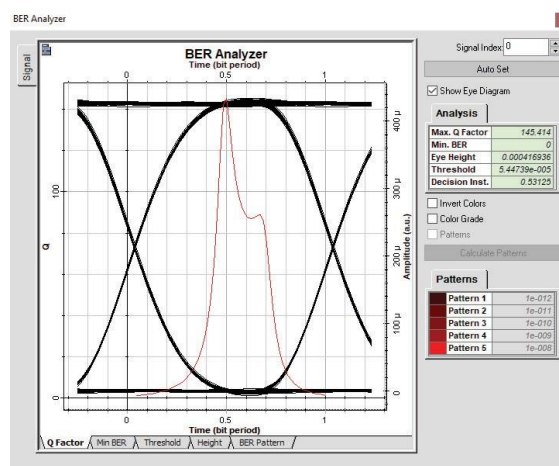 BER Analyzer
Signal
BER Analyzer
Time (bit period)
0 0.5 1
Q
100
0
Amplitude (a.u.)
400 µ
300 µ
200 µ
100 µ
0
0 0.5 1
Time (bit period)
Q Factor Min BER Threshold Height BER Pattern
Signal Index: 0
Auto Set
Show Eye Diagram
Analysis
Max. Q Factor 145.414
Min. BER 0
Eye Height 0.000416936
Threshold 5.44739e-005
Decision Inst. 0.53125
Invert Colors
Color Grade
Patterns
Calculate Patterns
Patterns
Pattern 1 1e-012
Pattern 2 1e-011
Pattern 3 1e-010
Pattern 4 1e-009
Pattern 5 1e-008